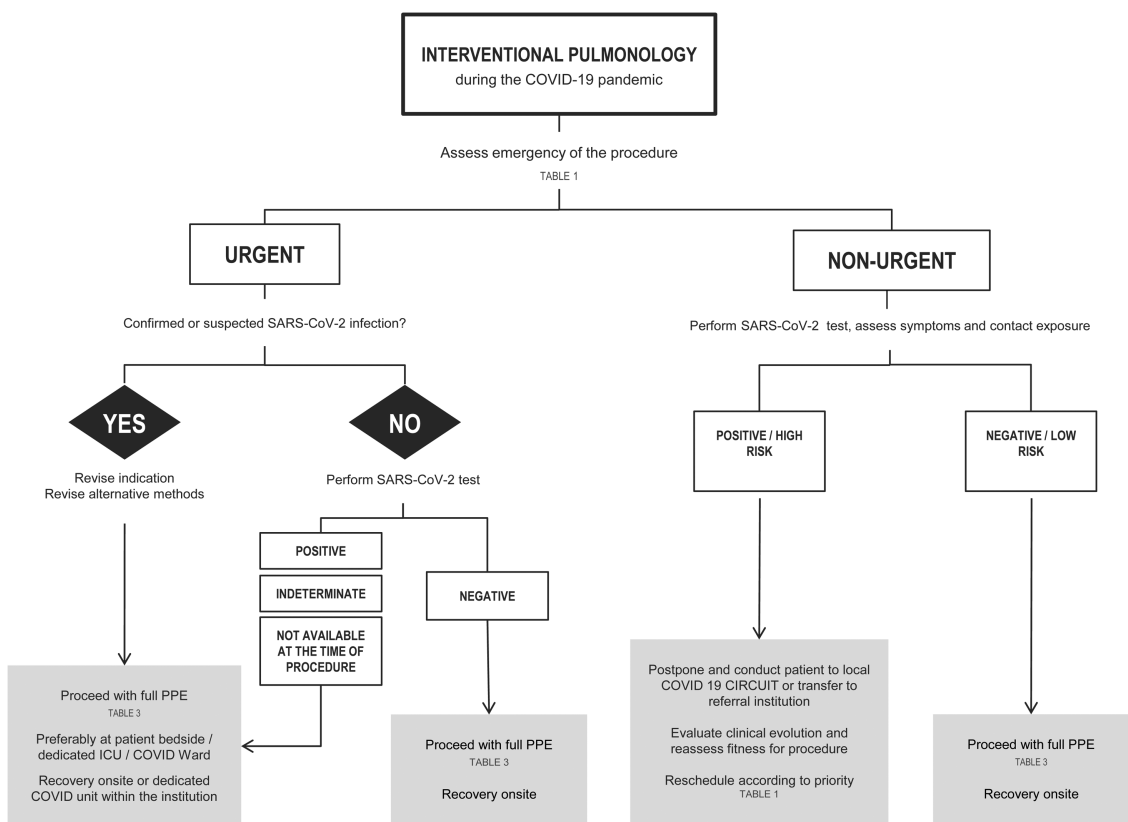 INTERVENTIONAL PULMONOLOGY
during the COVID-19 pandemic
Assess emergency of the procedure
TABLE 1
URGENT
Confirmed or suspected SARS-CoV-2 infection?
YES
Revise indication
Revise alternative methods
NO
Perform SARS-CoV-2 test
POSITIVE
INDETERMINATE
NOT AVAILABLE
AT THE TIME OF
PROCEDURE
NEGATIVE
Proceed with full PPE
TABLE 3
Preferably at patient bedside /
dedicated ICU / COVID Ward
Recovery onsite or dedicated
COVID unit within the institution
Proceed with full PPE
TABLE 3
Recovery onsite
NON-URGENT
Perform SARS-CoV-2 test, assess symptoms and contact exposure
POSITIVE / HIGH
RISK
NEGATIVE / LOW
RISK
Postpone and conduct patient to local
COVID 19 CIRCUIT or transfer to
referral institution
Evaluate clinical evolution and
reassess fitness for procedure
Reschedule according to priority
TABLE 1
Proceed with full PPE
TABLE 3
Recovery onsite